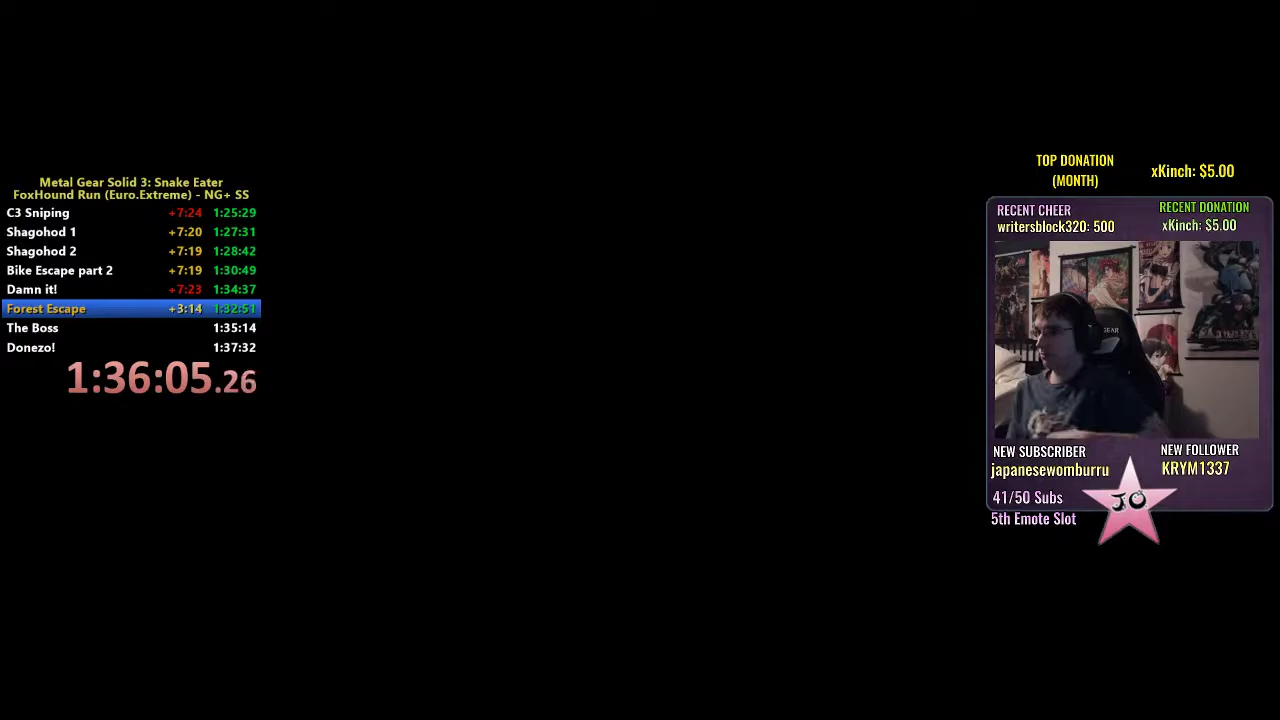 Metal Gear Solid 3: Snake Eater
FoxHound Run (Euro.Extreme) - NG+ SS
C3 Sniping +7:24 1:25:29
Shagohod 1 +7:20 1:27:31
Shagohod 2 +7:19 1:28:42
Bike Escape part 2 +7:19 1:30:49
Damn it! +7:23 1:34:37
Forest Escape +3:14 1:32:51
The Boss 1:35:14
Donezo! 1:37:32
1:36:05.26
TOP DONATION
(MONTH)
xKinch: $5.00
RECENT CHEER
writersblock320: 500
RECENT DONATION
xKinch: $5.00
GEAR
NEW SUBSCRIBER
japanesewomburru
NEW FOLLOWER
KRYM1337
41/50 Subs
5th Emote Slot
JO